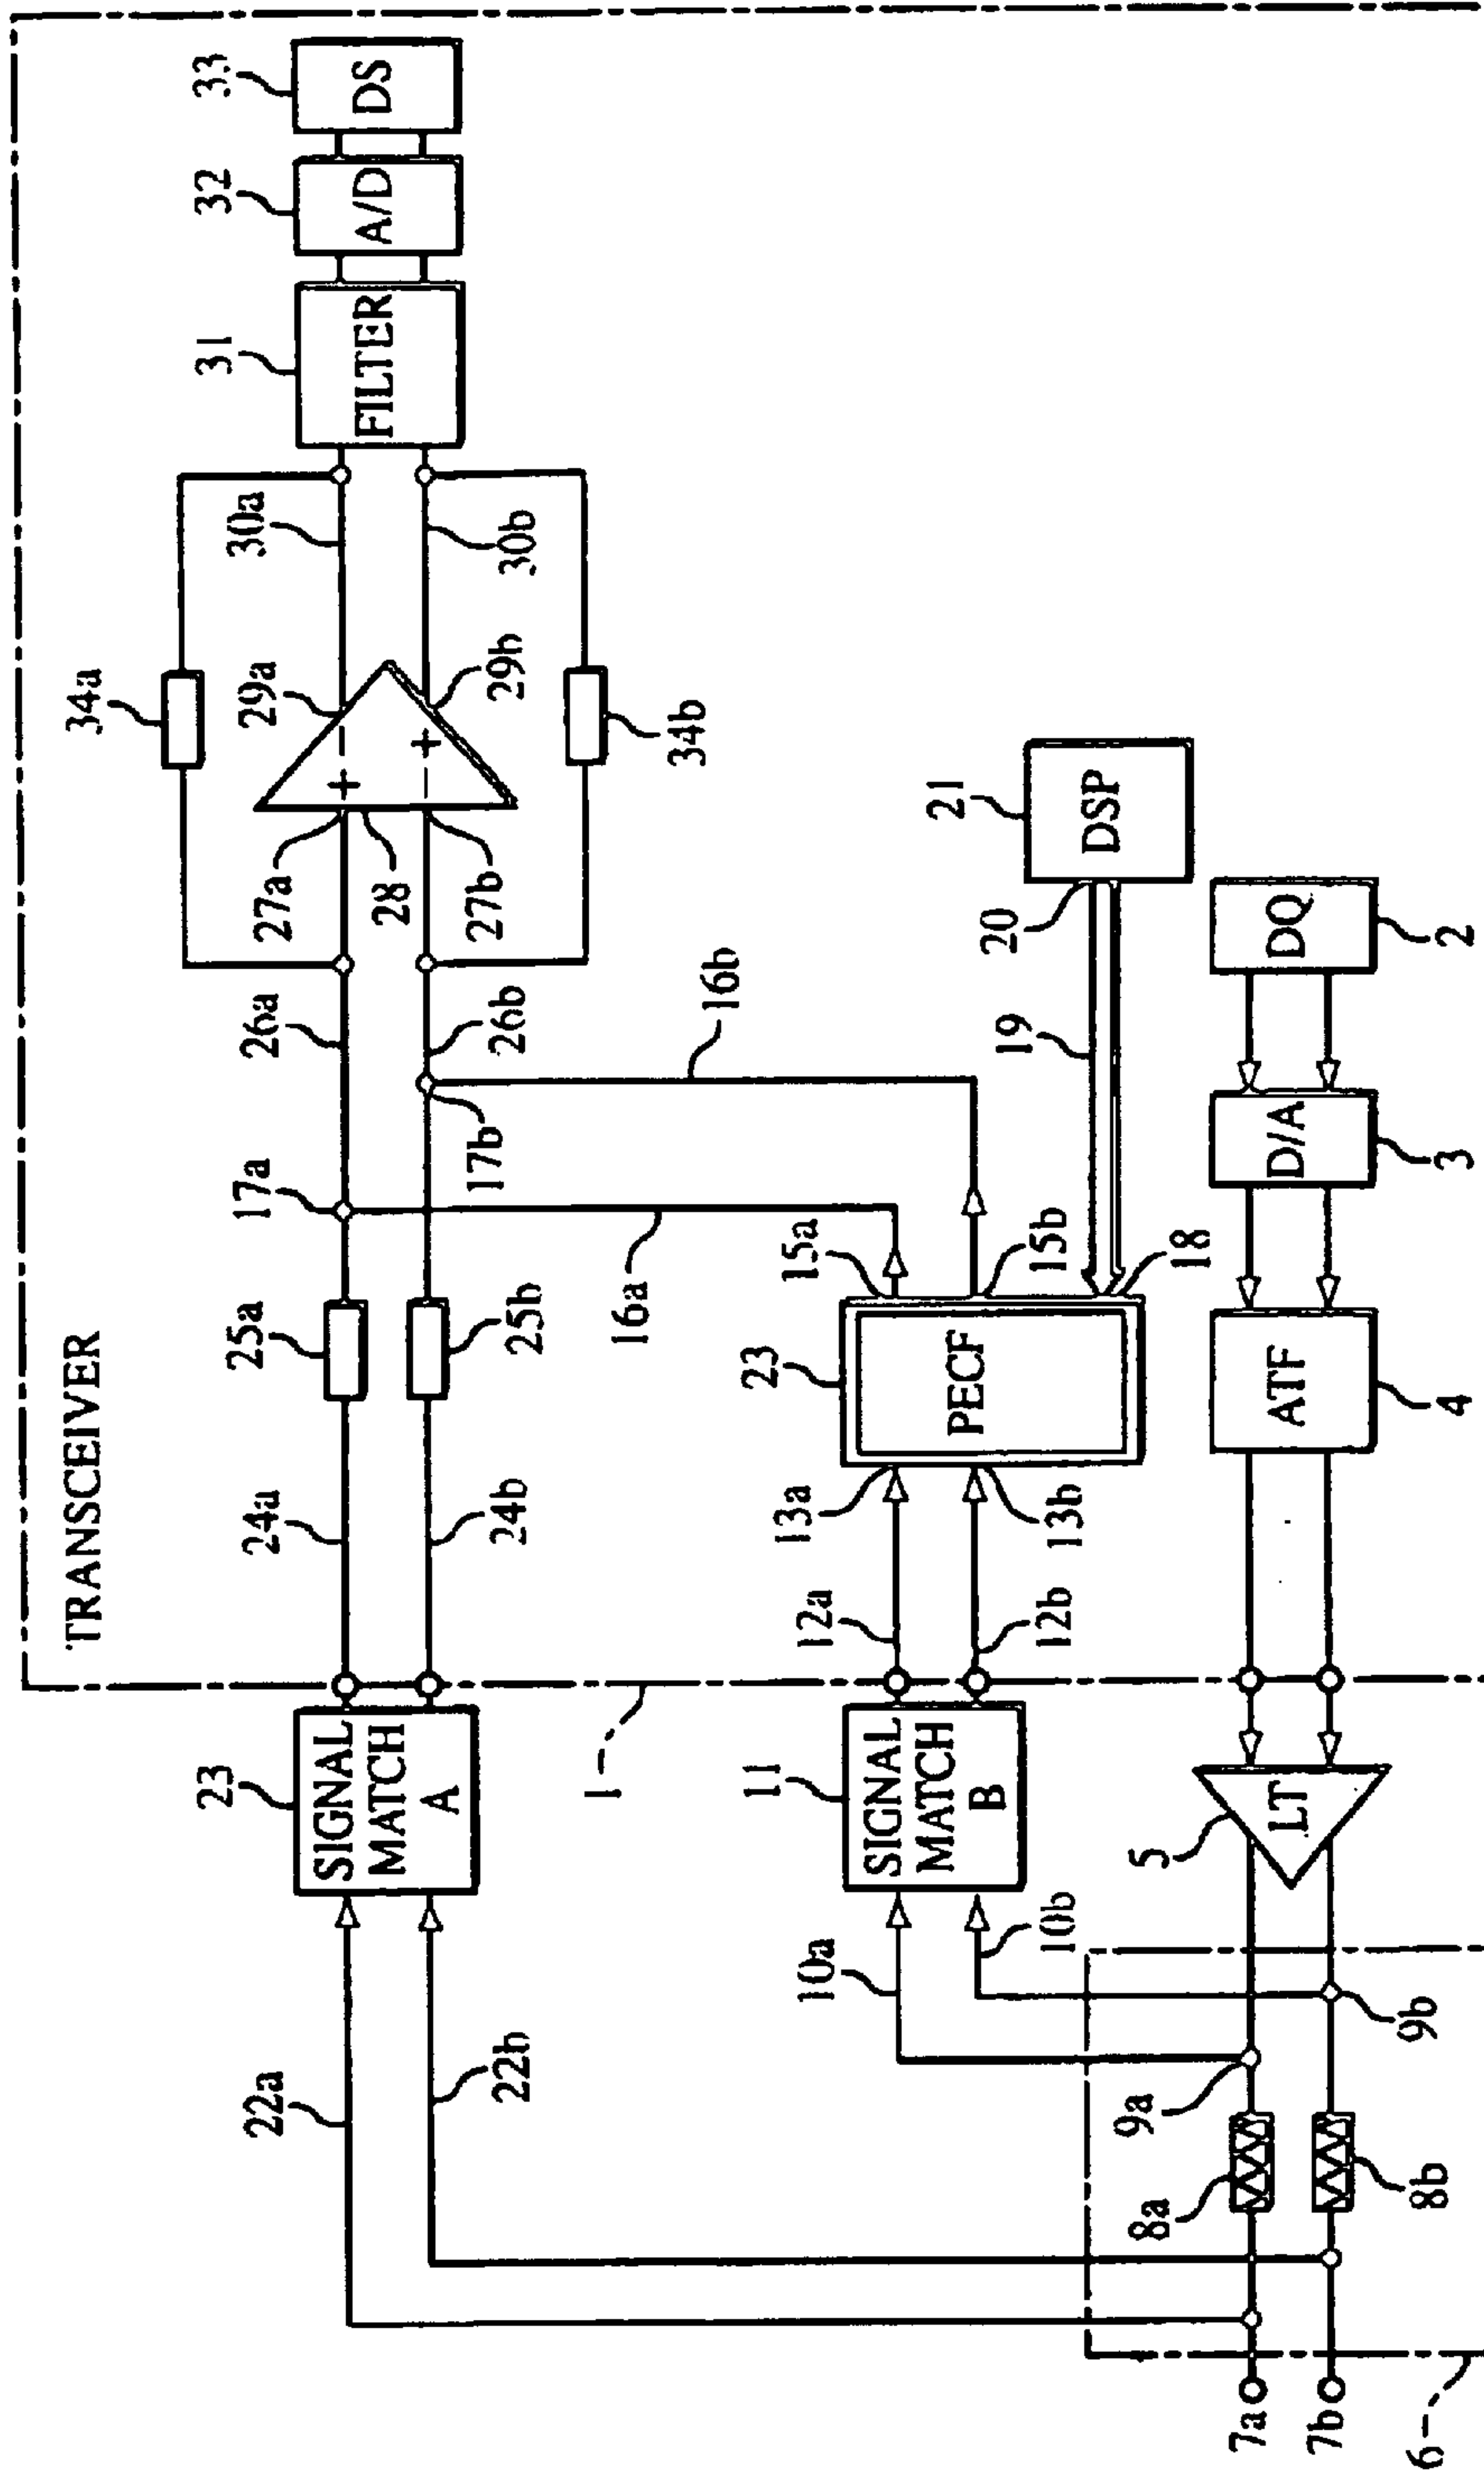 TRANSCEIVER
34a
33
32
31
DS
A/D
FILTER
30a
30b
29a
29b
34b
+ −
− +
27a
28
27b
26a
26b
17a
17b
16b
16a
25a
25b
24a
24b
23
SIGNAL
MATCH
A
22a
22b
21
DSP
20
19
18
15a
15b
23
PECF
13a
13b
12a
12b
1
11
SIGNAL
MATCH
B
10a
10b
DQ
2
D/A
3
ATF
4
LT
5
9a
9b
8a
8b
7a
7b
6